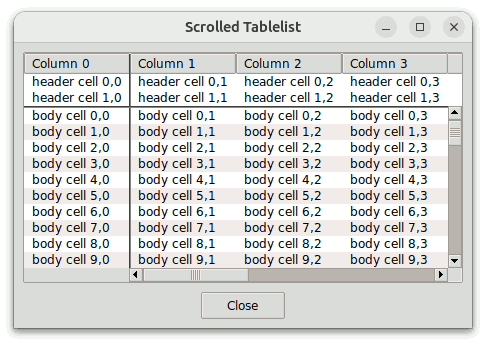 Scrolled Tablelist
Column 0 Column 1 Column 2 Column 3
header cell 0,0 header cell 0,1 header cell 0,2 header cell 0,3
header cell 1,0 header cell 1,1 header cell 1,2 header cell 1,3
body cell 0,0 body cell 0,1 body cell 0,2 body cell 0,3
body cell 1,0 body cell 1,1 body cell 1,2 body cell 1,3
body cell 2,0 body cell 2,1 body cell 2,2 body cell 2,3
body cell 3,0 body cell 3,1 body cell 3,2 body cell 3,3
body cell 4,0 body cell 4,1 body cell 4,2 body cell 4,3
body cell 5,0 body cell 5,1 body cell 5,2 body cell 5,3
body cell 6,0 body cell 6,1 body cell 6,2 body cell 6,3
body cell 7,0 body cell 7,1 body cell 7,2 body cell 7,3
body cell 8,0 body cell 8,1 body cell 8,2 body cell 8,3
body cell 9,0 body cell 9,1 body cell 9,2 body cell 9,3
Close